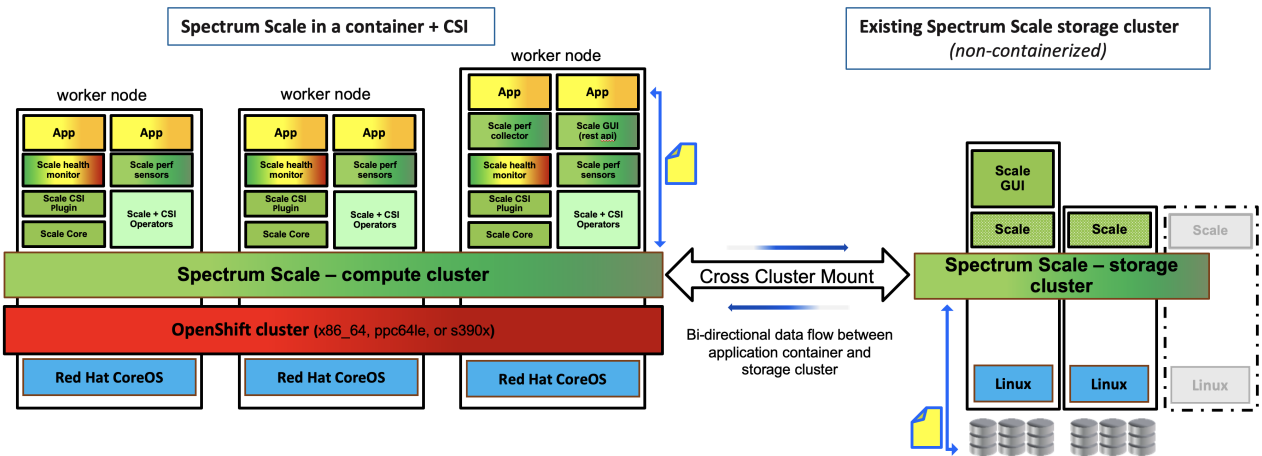 Spectrum Scale in a container + CSI
Existing Spectrum Scale storage cluster
(non-containerized)
worker node
App
App
Scale health
monitor
Scale perf
sensors
Scale CSI
Plugin
Scale + CSI
Operators
Scale Core
worker node
App
App
Scale health
monitor
Scale perf
sensors
Scale CSI
Plugin
Scale + CSI
Operators
Scale Core
worker node
App
App
Scale perf
collector
Scale GUI
(rest api)
Scale health
monitor
Scale perf
sensors
Scale CSI
Plugin
Scale + CSI
Operators
Scale Core
Spectrum Scale – compute cluster
OpenShift cluster (x86_64, ppc64le, or s390x)
Red Hat CoreOS
Red Hat CoreOS
Red Hat CoreOS
Cross Cluster Mount
Bi-directional data flow between
application container and
storage cluster
Scale
GUI
Scale
Scale
Scale
Spectrum Scale – storage
cluster
Linux
Linux
Linux